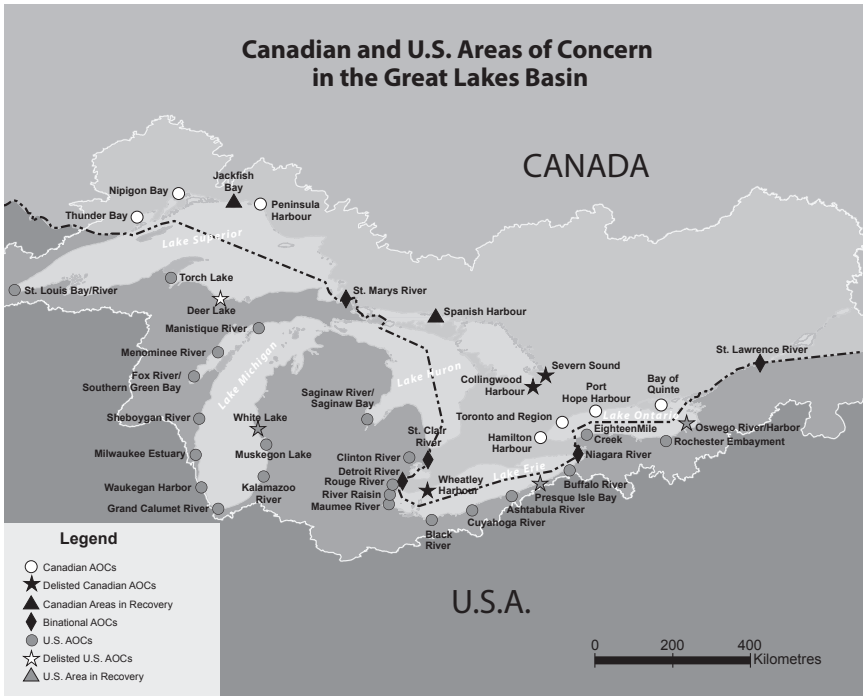 Canadian and U.S. Areas of Concern
in the Great Lakes Basin
CANADA
Jackfish
Bay
Nipigon Bay
Peninsula
Harbour
Thunder Bay
Lake Superior
Torch Lake
St. Louis Bay/River
St. Marys River
Deer Lake
Spanish Harbour
Manistique River
Menominee River
St. Lawrence River
Lake Michigan
Lake Huron
Severn Sound
Fox River/
Southern Green Bay
Collingwood
Harbour
Port
Hope Harbour
Bay of
Quinte
Saginaw River/
Saginaw Bay
Sheboygan River
White Lake
Toronto and Region
Lake Ontario
St. Clair
River
Hamilton
Harbour
EighteenMile
Creek
Oswego River/Harbor
Rochester Embayment
Milwaukee Estuary
Muskegon Lake
Clinton River
Niagara River
Detroit River
Lake Erie
Rouge River
Wheatley
Harbour
Buffalo River
Waukegan Harbor
Kalamazoo
River
River Raisin
Presque Isle Bay
Maumee River
Ashtabula River
Grand Calumet River
Cuyahoga River
Black
River
U.S.A.
Legend
Canadian AOCs
Delisted Canadian AOCs
Canadian Areas in Recovery
Binational AOCs
U.S. AOCs
Delisted U.S. AOCs
U.S. Area in Recovery
0 200 400
Kilometres